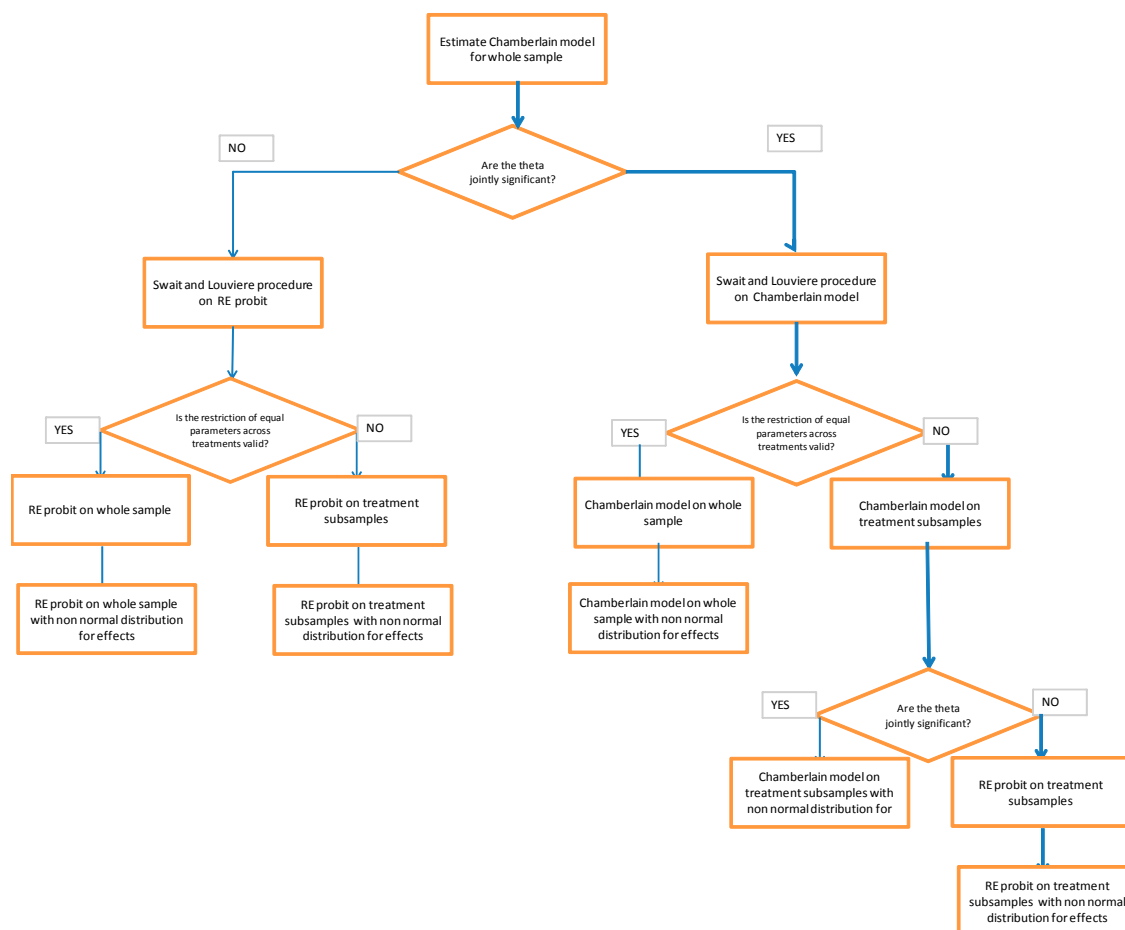 Estimate Chamberlain model
for whole sample
NO
YES
Are the theta
jointly significant?
Swait and Louviere procedure
on RE probit
Swait and Louviere procedure
on Chamberlain model
YES
Is the restriction of equal
parameters across
treatments valid?
NO
YES
Is the restriction of equal
parameters across
treatments valid?
NO
RE probit on whole sample
RE probit on treatment
subsamples
Chamberlain model on whole
sample
Chamberlain model on
treatment subsamples
RE probit on whole sample
with non normal distribution
for effects
RE probit on treatment
subsamples with non normal
distribution for effects
Chamberlain model on whole
sample with non normal
distribution for effects
YES
Are the theta
jointly significant?
NO
Chamberlain model on
treatment subsamples with
non normal distribution for
RE probit on treatment
subsamples
RE probit on treatment
subsamples with non normal
distribution for effects